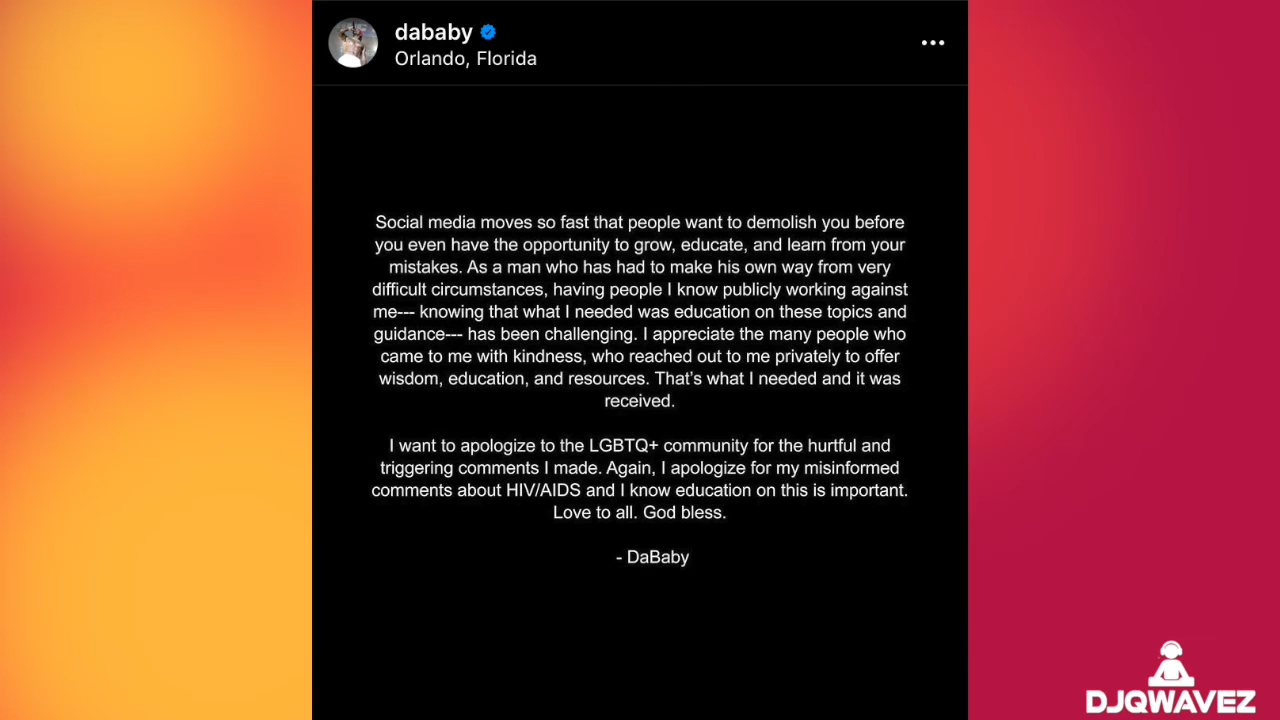 dababy
Orlando, Florida
Social media moves so fast that people want to demolish you before
you even have the opportunity to grow, educate, and learn from your
mistakes. As a man who has had to make his own way from very
difficult circumstances, having people I know publicly working against
me--- knowing that what I needed was education on these topics and
guidance--- has been challenging. I appreciate the many people who
came to me with kindness, who reached out to me privately to offer
wisdom, education, and resources. That’s what I needed and it was
received.
I want to apologize to the LGBTQ+ community for the hurtful and
triggering comments I made. Again, I apologize for my misinformed
comments about HIV/AIDS and I know education on this is important.
Love to all. God bless.
- DaBaby
DJQWAVEZ